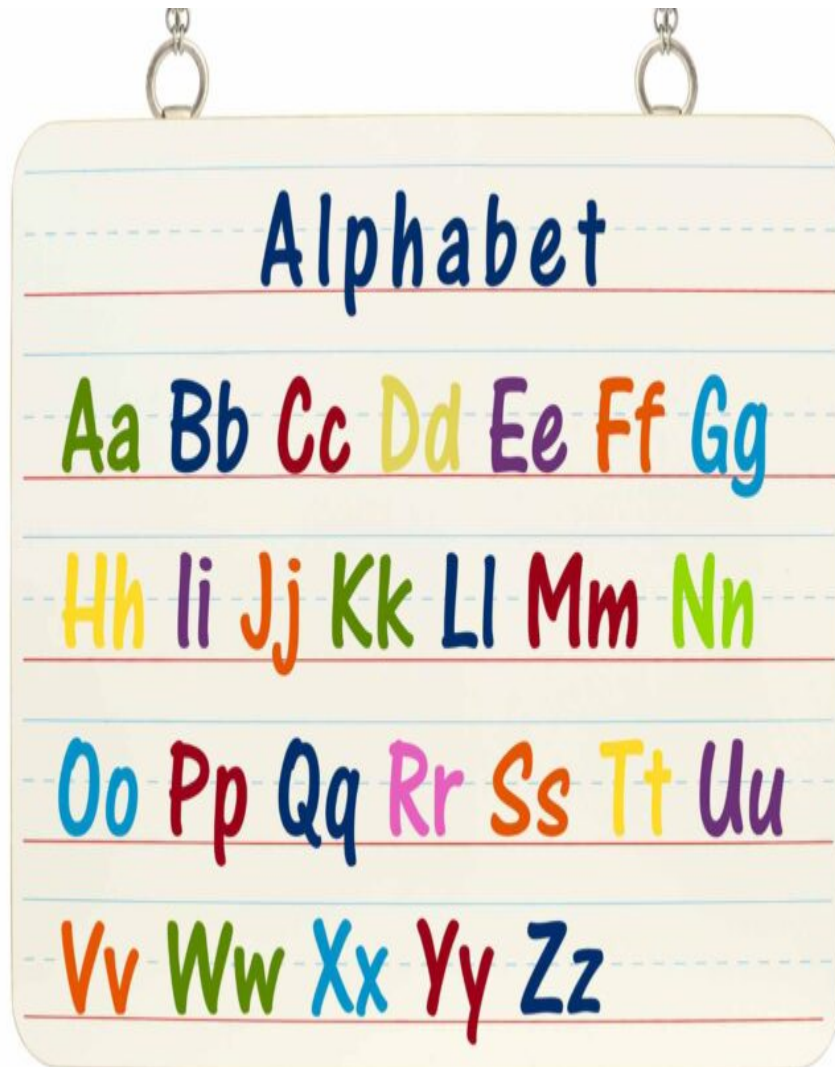 Alphabet
Aa Bb Cc Dd Ee Ff Gg
Hh Ii Jj Kk Ll Mm Nn
Oo Pp Qq Rr Ss Tt Uu
Vv Ww Xx Yy Zz